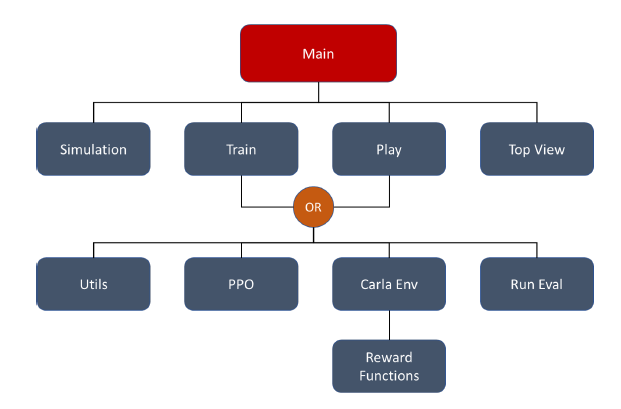 Main
Simulation
Train
Play
Top View
OR
Utils
PPO
Carla Env
Run Eval
Reward
Functions